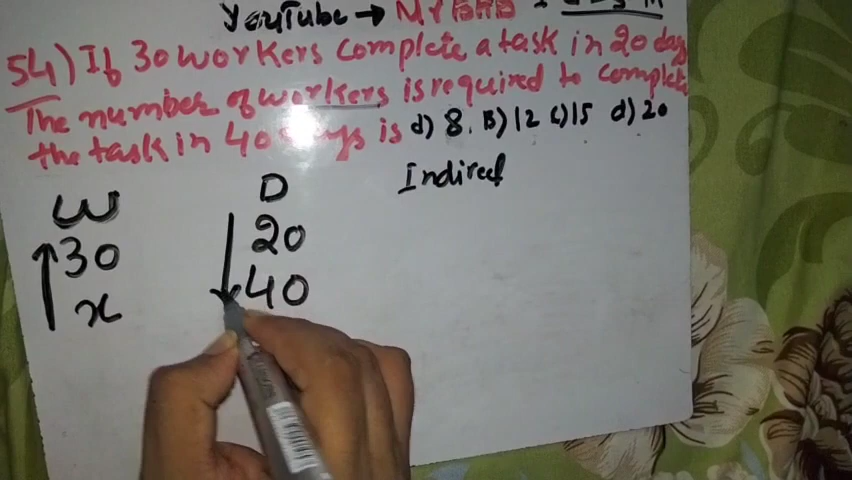 YouTube →
54) If 30 workers complete a task in 20 days
The number of workers is required to complete
the task in 40 days is d) 8. B) 12 c) 15 d) 20
Indirect
W D
30 20
x 40